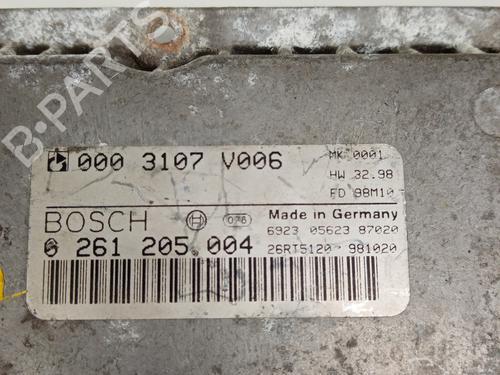 B-PARTS
000 3107 V006
MK 0001
HW 32.98
FD 98M10
BOSCH
076
Made in Germany
6923 05623 87020
0 261 205 004
26RT5120 981020